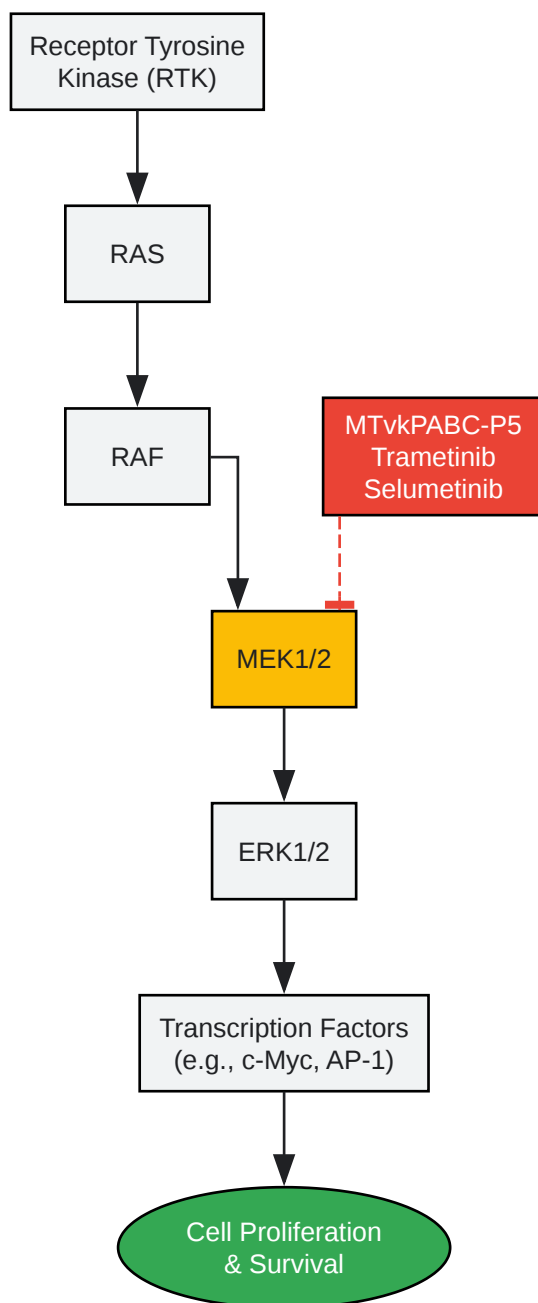 Receptor Tyrosine
Kinase (RTK)
RAS
RAF
MTvkPABC-P5
Trametinib
Selumetinib
MEK1/2
ERK1/2
Transcription Factors
(e.g., c-Myc, AP-1)
Cell Proliferation
& Survival